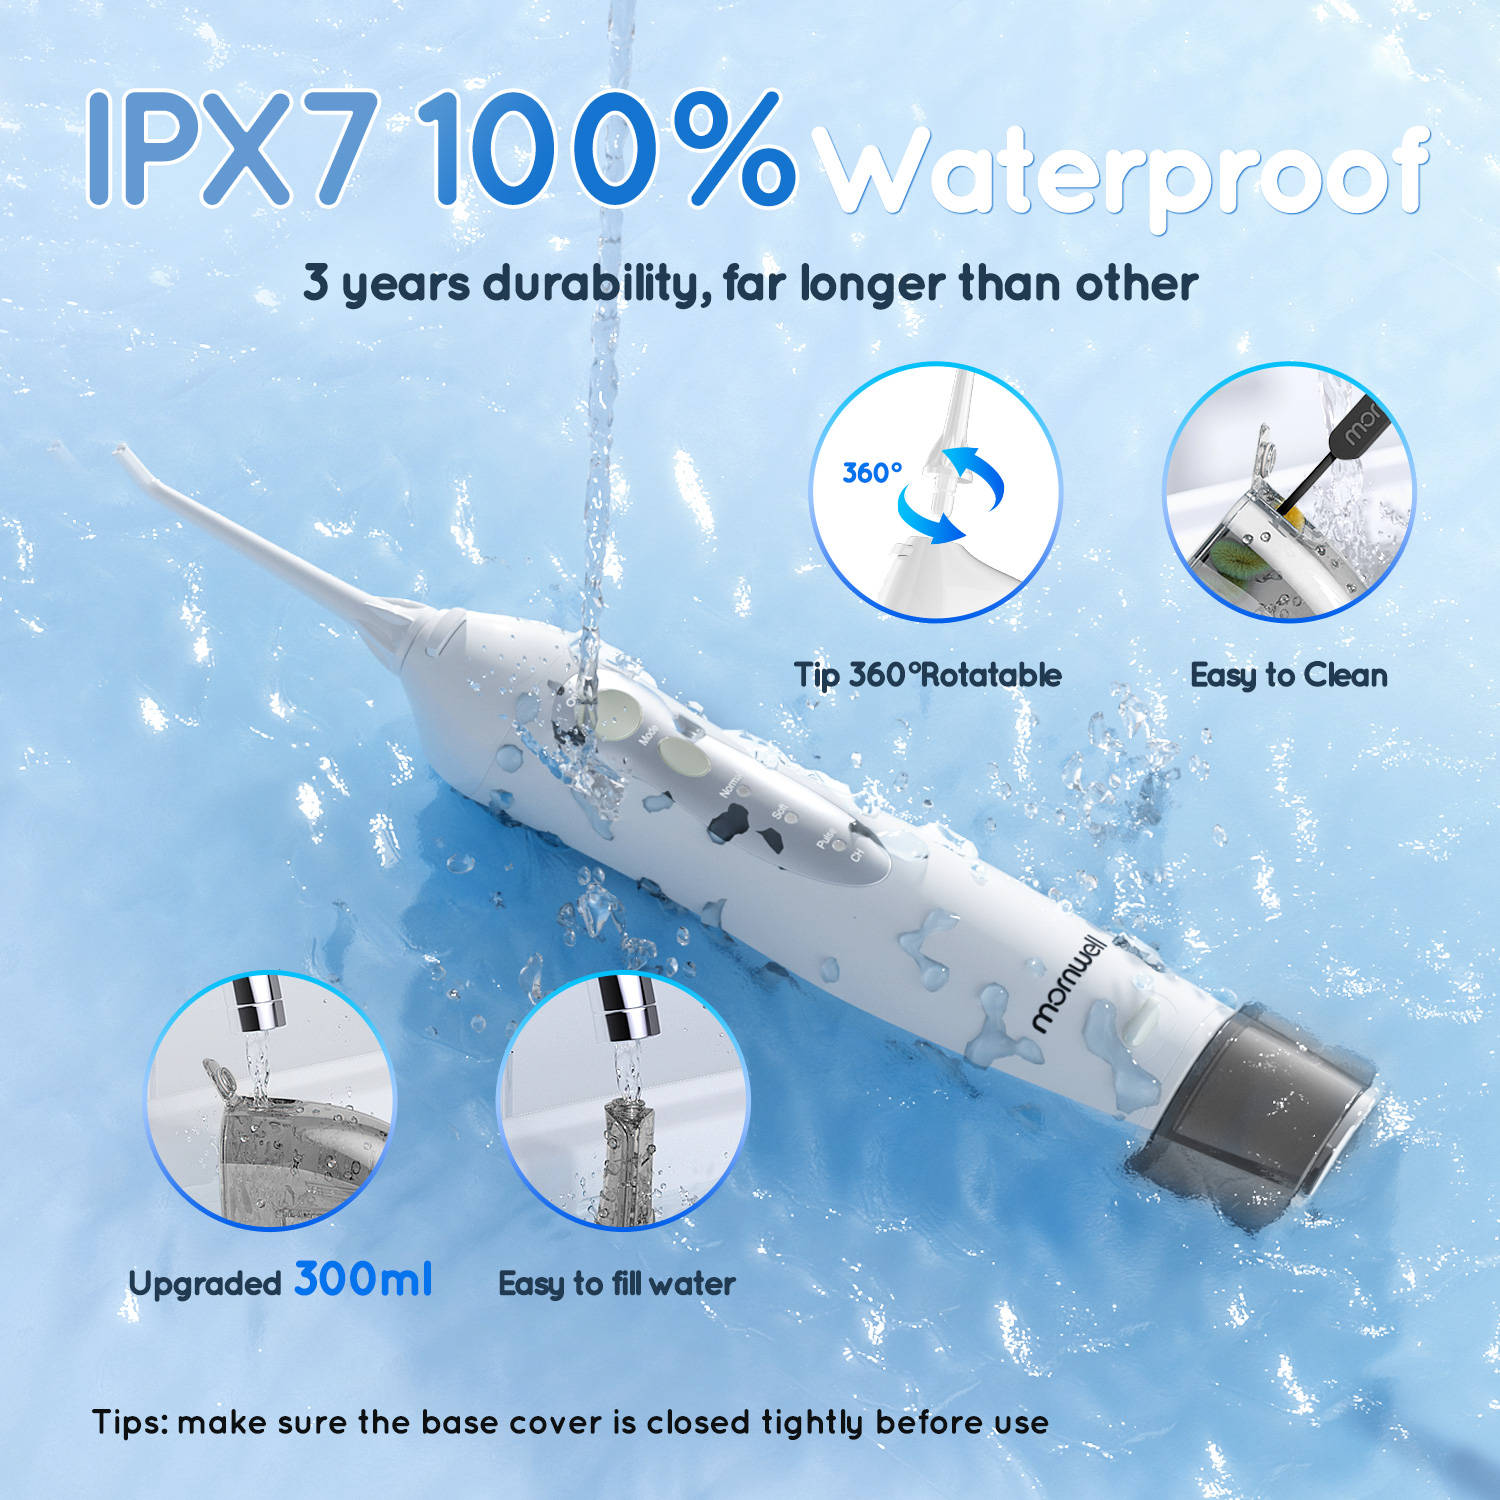 IPX7 100% Waterproof
3 years durability, far longer than other
360°
mor
Tip 360°Rotatable
Easy to Clean
Mode
Soft
Pulse
CH
mornwell
Upgraded 300ml
Easy to fill water
Tips: make sure the base cover is closed tightly before use